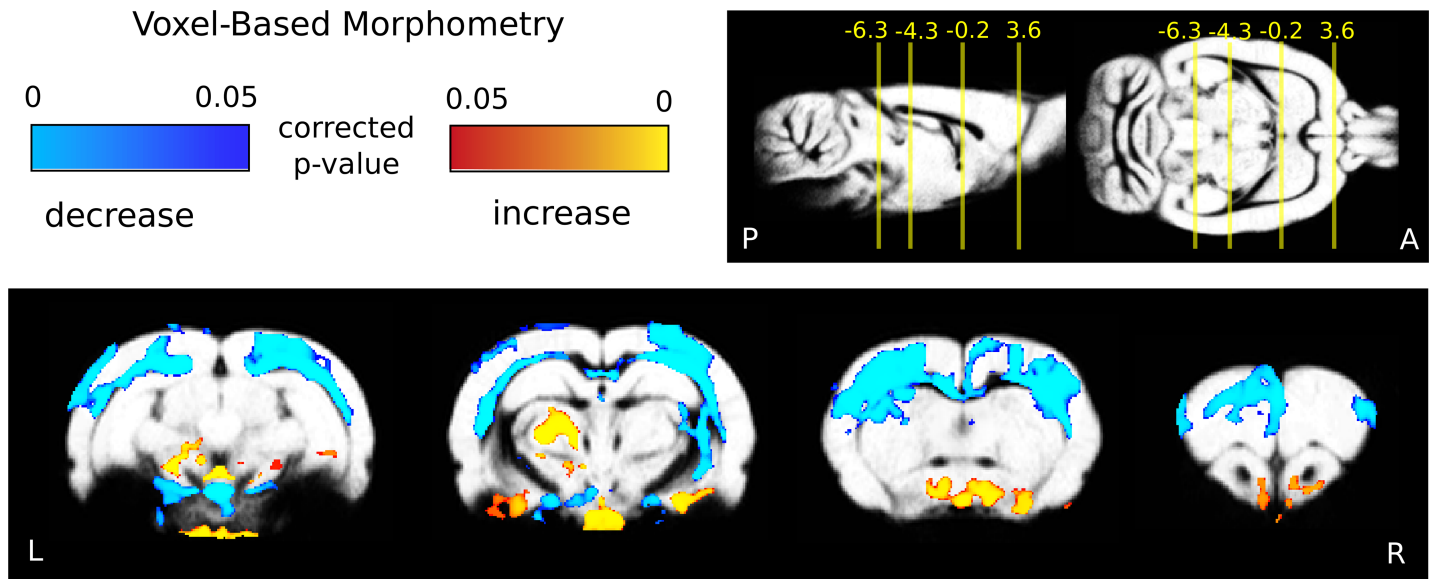 Voxel-Based Morphometry
0 0.05
corrected
p-value
0.05 0
decrease
increase
-6.3 -4.3 -0.2 3.6
-6.3 -4.3 -0.2 3.6
P
A
L
R